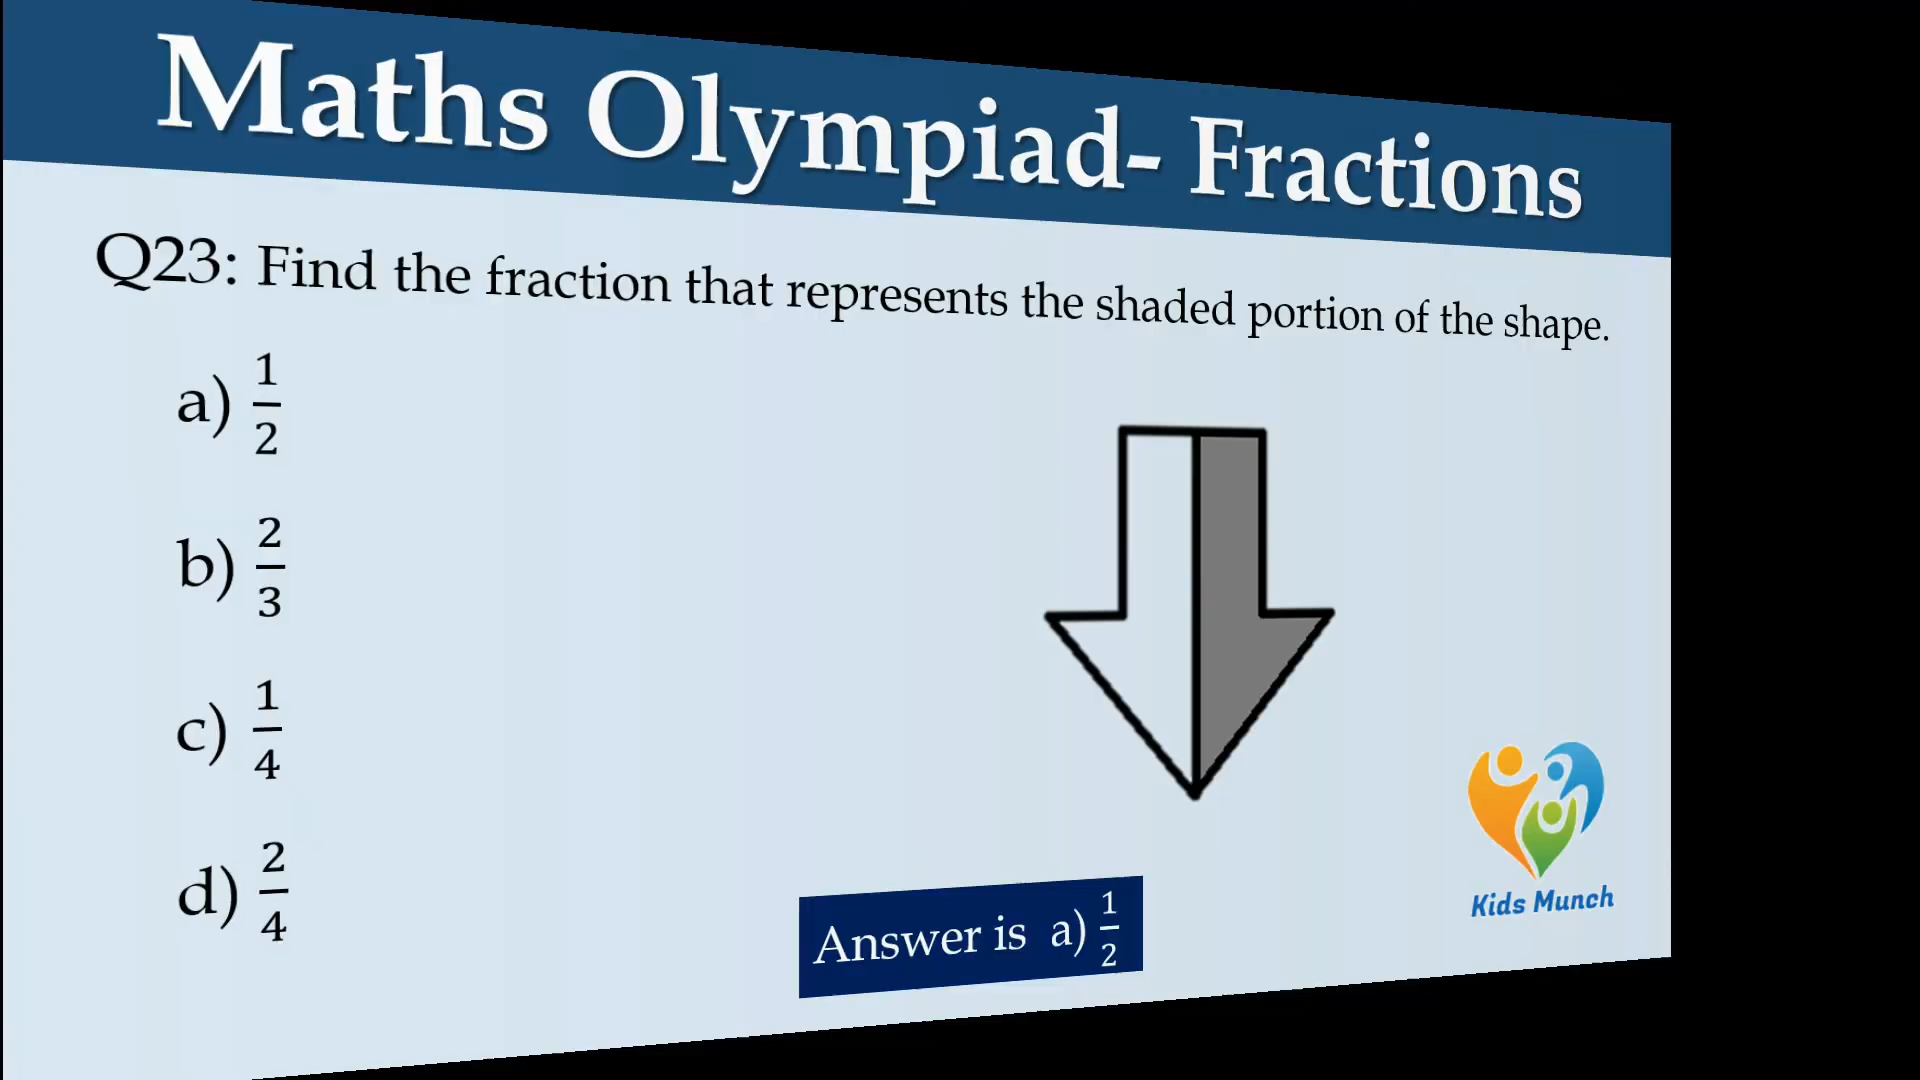 Maths Olympiad- Fractions
Q23: Find the fraction that represents the shaded portion of the shape.
a) 1/2
b) 2/3
c) 1/4
d) 2/4
Answer is a) 1/2
Kids Munch